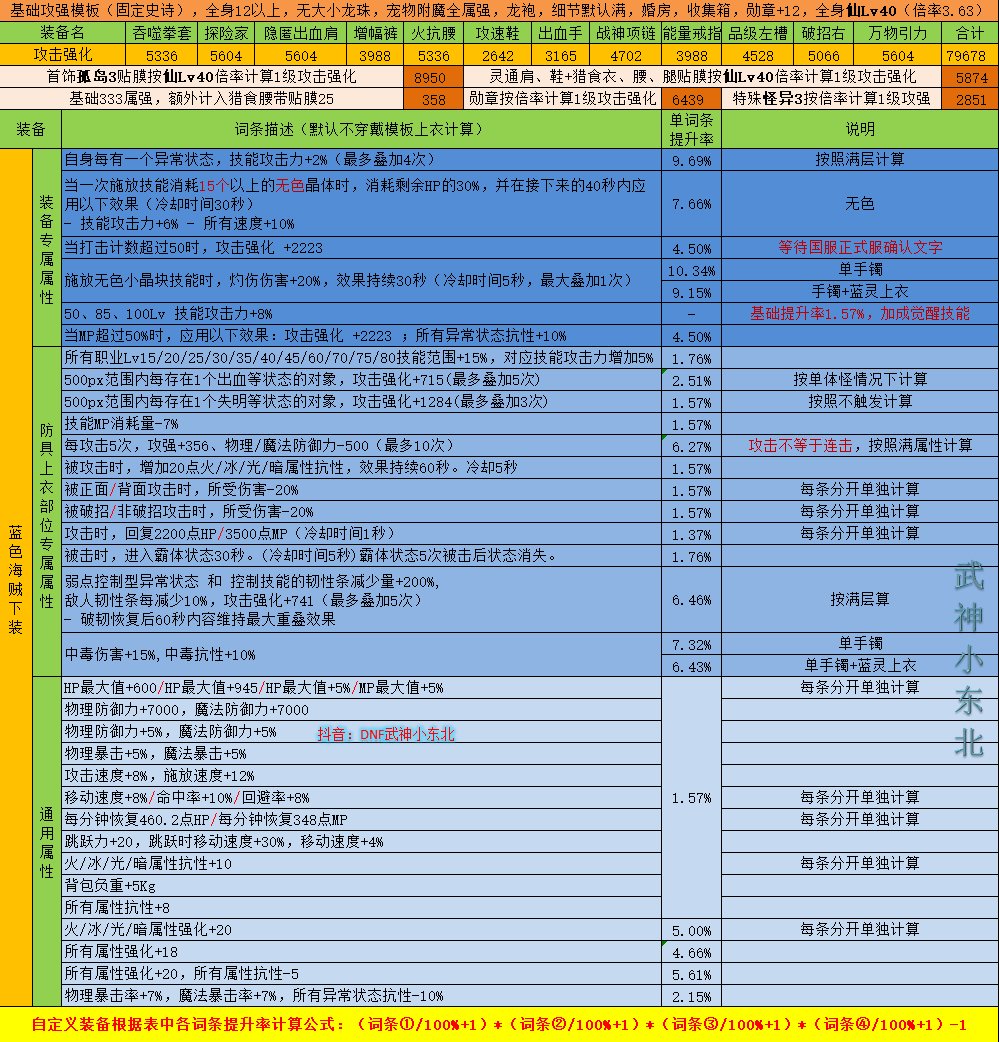 基础攻强模板（固定史诗），全身12以上，无大小龙珠，宠物附魔全属强，龙袍，细节默认满，婚房，收集箱，勋章+12，全身仙Lv40（倍率3.63）
装备名 吞噬拳套 探险家 隐匿出血肩 增幅裤 火抗腰 攻速鞋 出血手 战神项链 能量戒指 品级左槽 破招右 万物引力 合计
攻击强化 5336 5604 5604 3988 5336 2642 3165 4702 3988 4528 5066 5604 79678
首饰孤岛3贴膜按仙Lv40倍率计算1级攻击强化 8950 灵通肩、鞋+猎食衣、腰、腿贴膜按仙Lv40倍率计算1级攻击强化 5874
基础333属强，额外计入猎食腰带贴膜25 358 勋章按倍率计算1级攻击强化 6439 特殊怪异3按倍率计算1级攻强 2851
装备 词条描述（默认不穿戴模板上衣计算） 单词条提升率 说明
蓝色海贼下装
装备专属属性
自身每有一个异常状态，技能攻击力+2%（最多叠加4次） 9.69% 按照满层计算
当一次施放技能消耗15个以上的无色晶体时，消耗剩余HP的30%，并在接下来的40秒内应
用以下效果（冷却时间30秒）
- 技能攻击力+6% - 所有速度+10% 7.66% 无色
当打击计数超过50时，攻击强化 +2223 4.50% 等待国服正式服确认文字
施放无色小晶块技能时，灼伤伤害+20%，效果持续30秒（冷却时间5秒，最大叠加1次） 10.34% 单手镯
9.15% 手镯+蓝灵上衣
50、85、100Lv 技能攻击力+8% - 基础提升率1.57%，加成觉醒技能
当MP超过50%时，应用以下效果：攻击强化 +2223 ；所有异常状态抗性+10% 4.50%
防具上衣部位专属属性
所有职业Lv15/20/25/30/35/40/45/60/70/75/80技能范围+15%，对应技能攻击力增加5% 1.76%
500px范围内每存在1个出血等状态的对象，攻击强化+715(最多叠加5次) 2.51% 按单体怪情况下计算
500px范围内每存在1个失明等状态的对象，攻击强化+1284(最多叠加3次) 1.57% 按照不触发计算
技能MP消耗量-7% 1.57%
每攻击5次，攻强+356、物理/魔法防御力-500（最多10次） 6.27% 攻击不等于连击，按照满属性计算
被攻击时，增加20点火/冰/光/暗属性抗性，效果持续60秒。冷却5秒 1.57%
被正面/背面攻击时，所受伤害-20% 1.57% 每条分开单独计算
被破招/非破招攻击时，所受伤害-20% 1.57% 每条分开单独计算
攻击时，回复2200点HP/3500点MP（冷却时间1秒） 1.37% 每条分开单独计算
被击时，进入霸体状态30秒。（冷却时间5秒）霸体状态5次被击后状态消失。 1.76%
弱点控制型异常状态 和 控制技能的韧性条减少量+200%，
敌人韧性条每减少10%，攻击强化+741（最多叠加5次）
- 破韧恢复后60秒内容维持最大重叠效果 6.46% 按满层算
中毒伤害+15%,中毒抗性+10% 7.32% 单手镯
6.43% 单手镯+蓝灵上衣
通用属性
HP最大值+600/HP最大值+945/HP最大值+5%/MP最大值+5% 每条分开单独计算
物理防御力+7000，魔法防御力+7000
物理防御力+5%，魔法防御力+5% 抖音：DNF武神小东北
物理暴击+5%，魔法暴击+5%
攻击速度+8%，施放速度+12%
移动速度+8%/命中率+10%/回避率+8% 1.57% 每条分开单独计算
每分钟恢复460.2点HP/每分钟恢复348点MP 每条分开单独计算
跳跃力+20，跳跃时移动速度+30%，移动速度+4%
火/冰/光/暗属性抗性+10 每条分开单独计算
背包负重+5Kg
所有属性抗性+8
火/冰/光/暗属性强化+20 5.00% 每条分开单独计算
所有属性强化+18 4.66%
所有属性强化+20，所有属性抗性-5 5.61%
物理暴击率+7%，魔法暴击率+7%，所有异常状态抗性-10% 2.15%
武神小东北
自定义装备根据表中各词条提升率计算公式：（词条①/100%+1）*（词条②/100%+1）*（词条③/100%+1）*（词条④/100%+1）-1